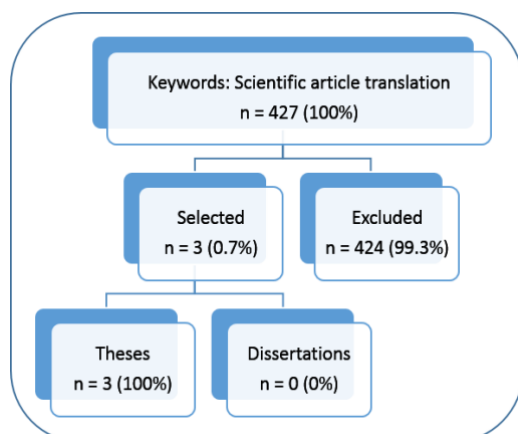 Keywords: Scientific article translation
n = 427 (100%)
Selected
n = 3 (0.7%)
Excluded
n = 424 (99.3%)
Theses
n = 3 (100%)
Dissertations
n = 0 (0%)